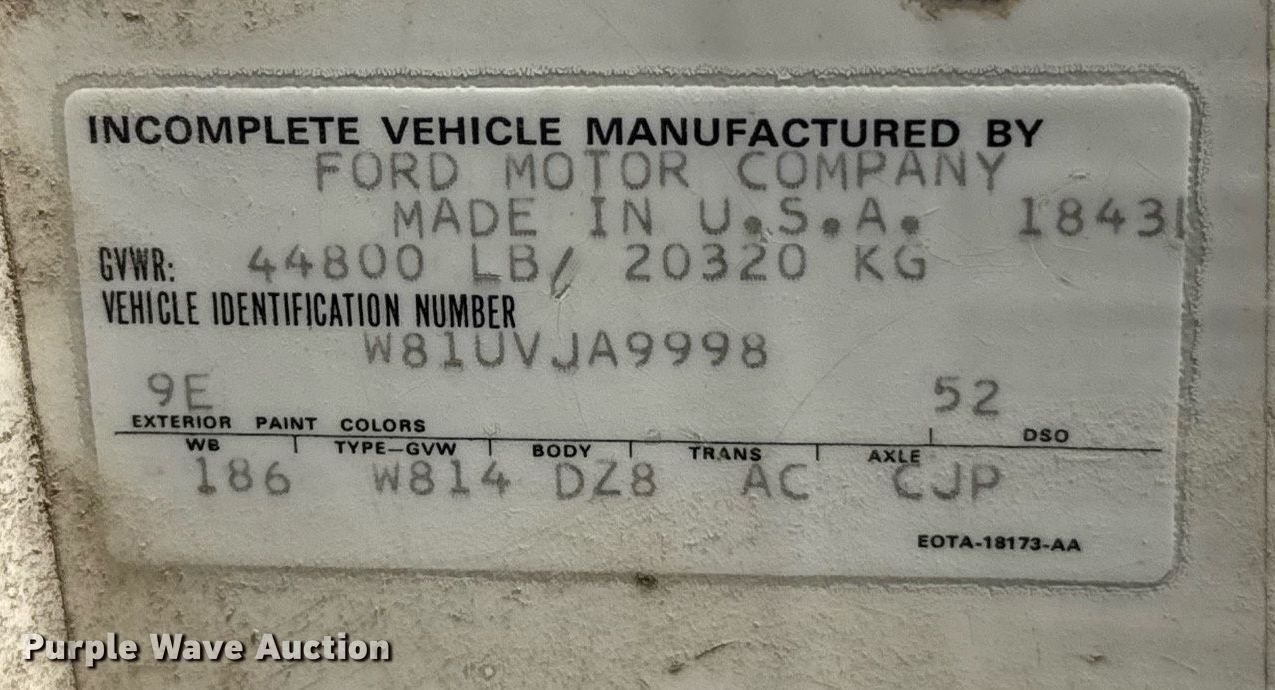 INCOMPLETE VEHICLE MANUFACTURED BY
FORD MOTOR COMPANY
MADE IN U.S.A. 18431
GVWR: 44800 LB/ 20320 KG
VEHICLE IDENTIFICATION NUMBER
W81UVJA9998
9E 52
EXTERIOR PAINT COLORS DSO
WB TYPE-GVW BODY TRANS AXLE
186 W814 DZ8 AC CJP
EOTA-18173-AA
Purple Wave Auction